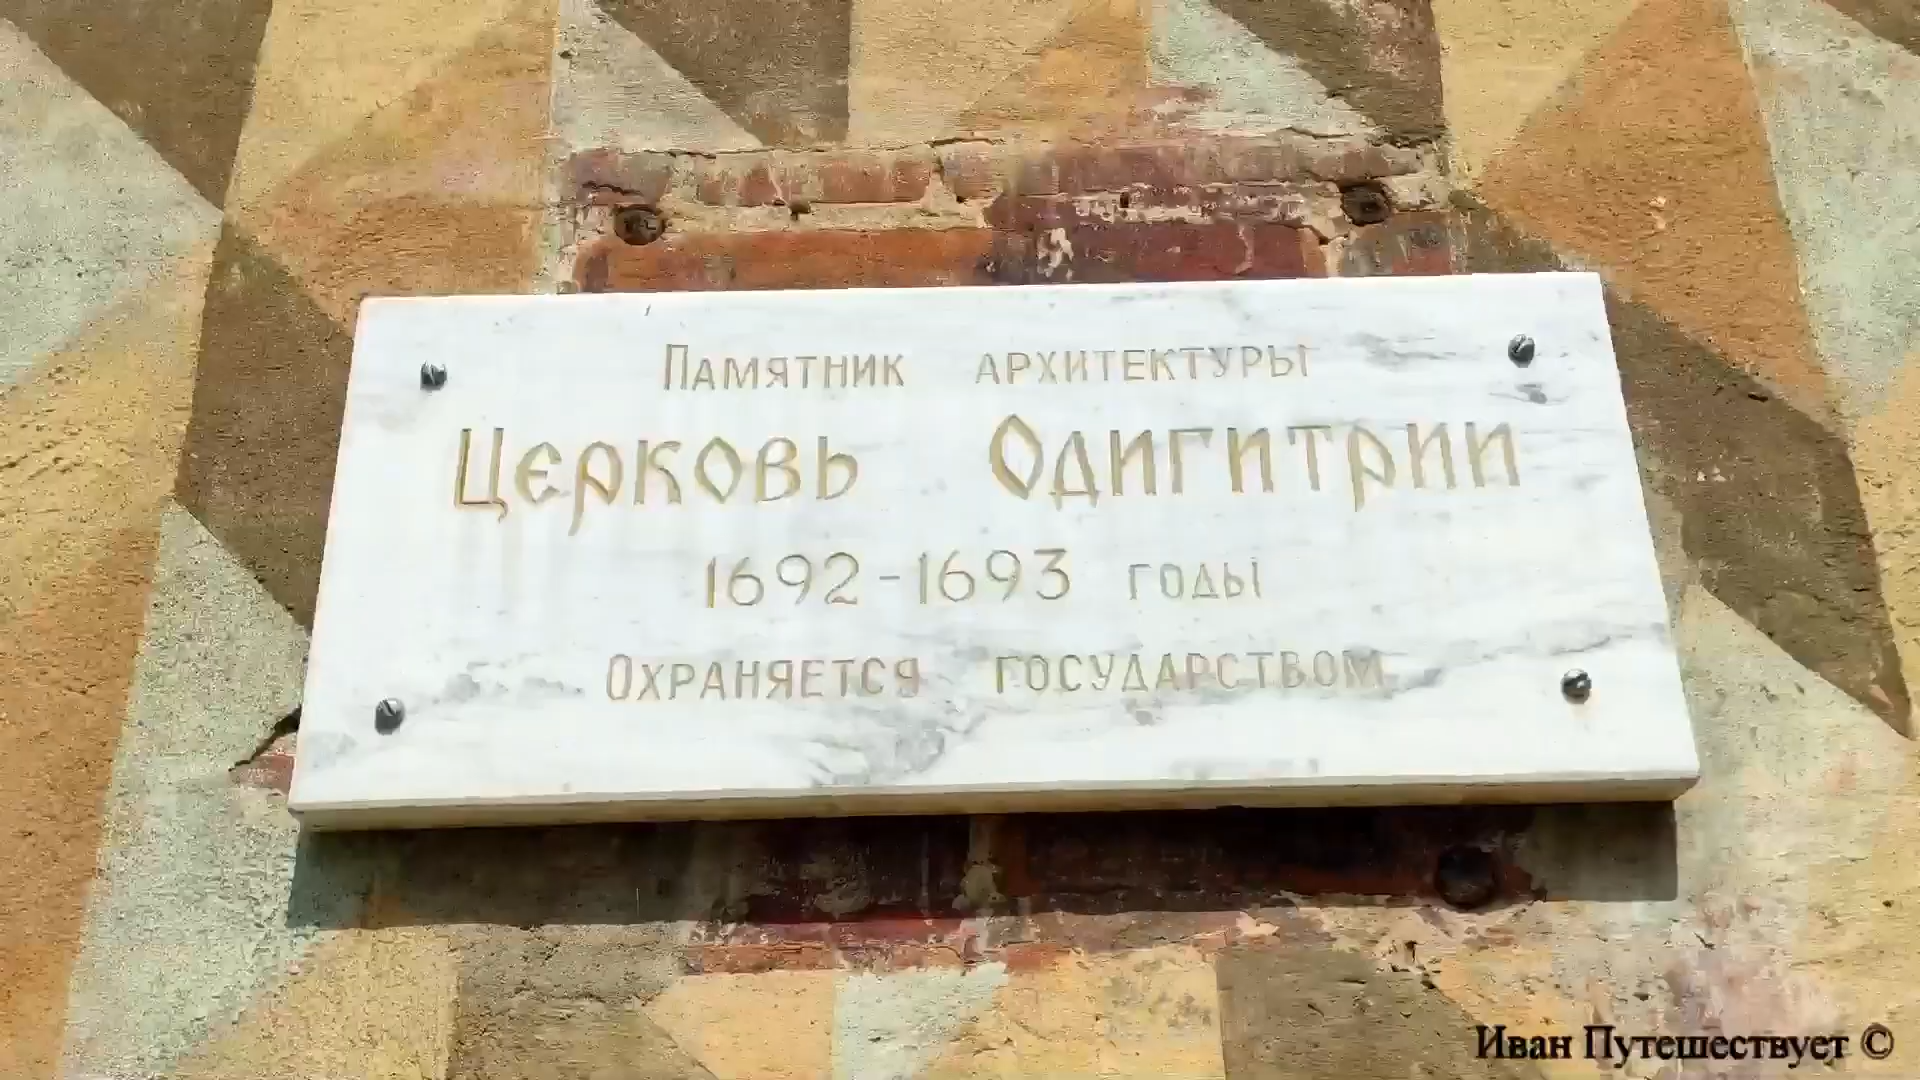 Памятник архитектуры
Церковь Одигитрии
1692-1693 годы
Охраняется государством
Иван Путешествует ©